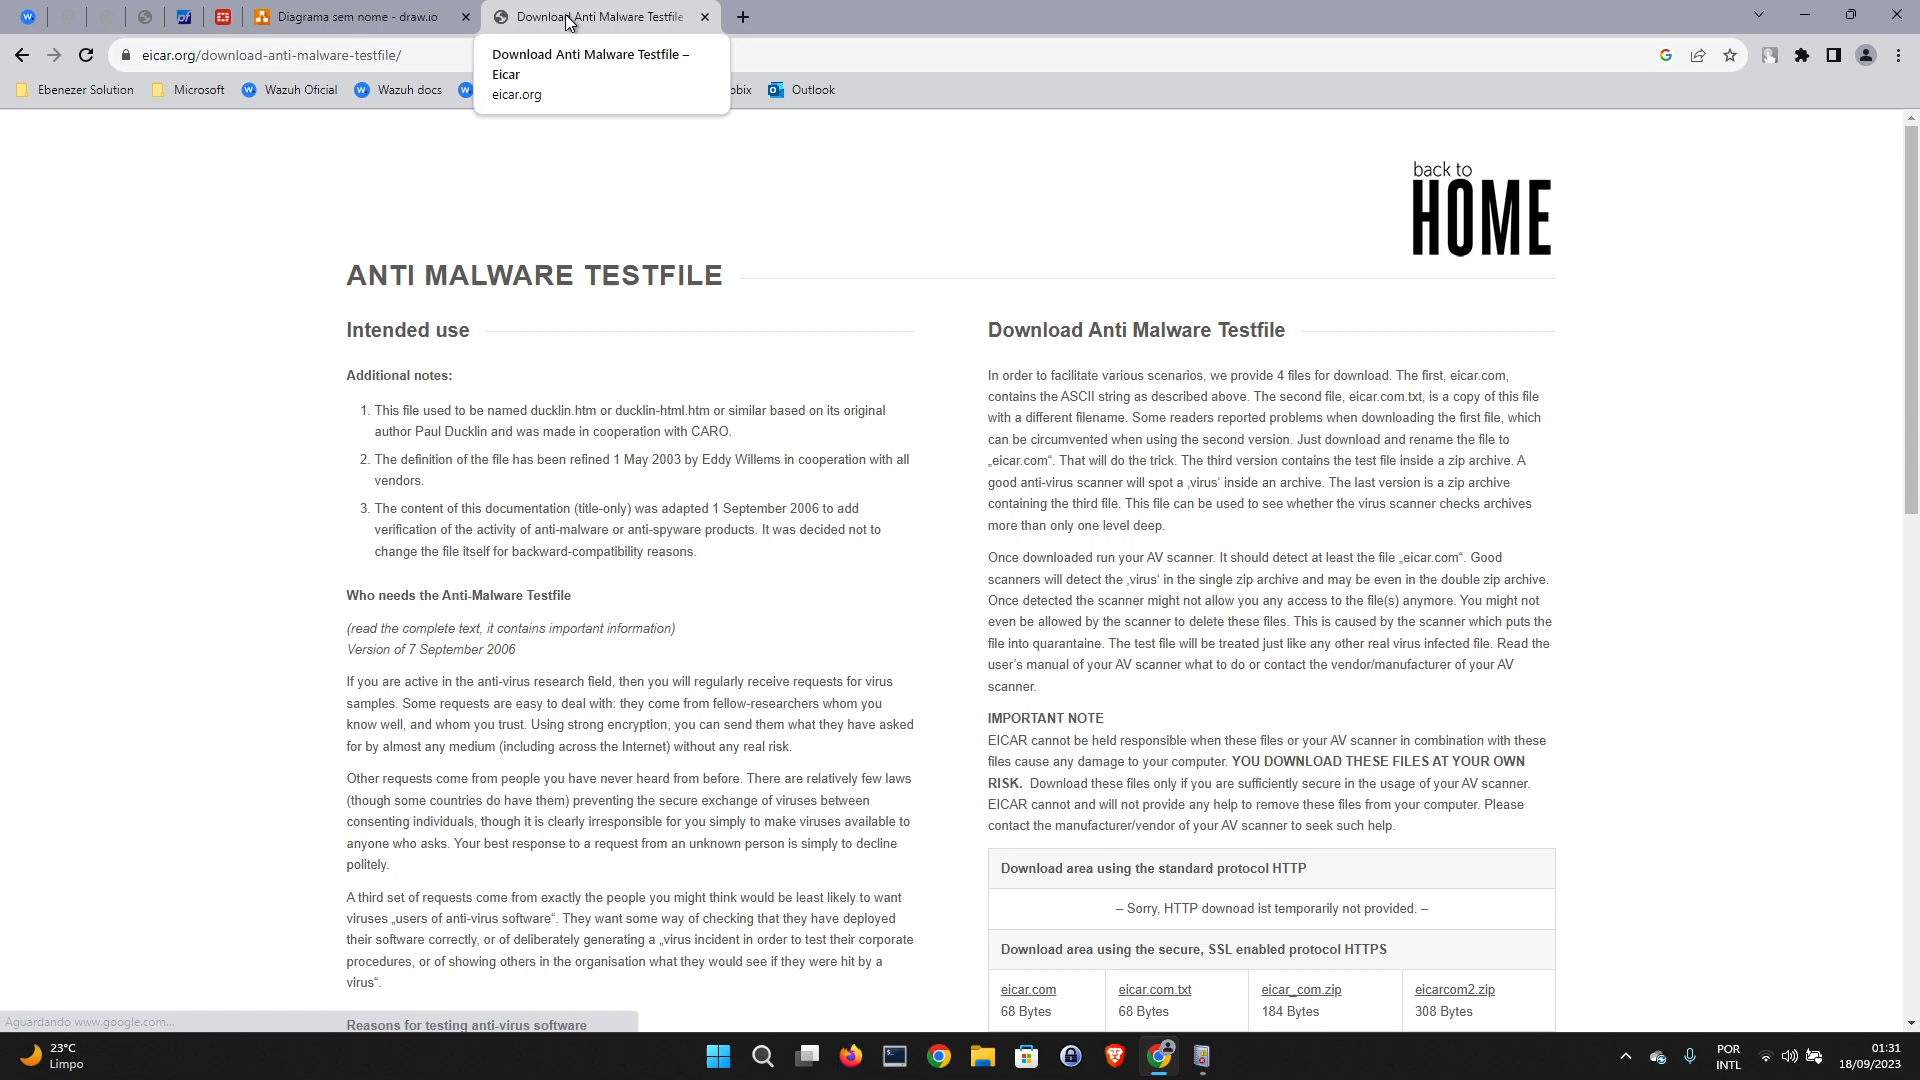 Diagrama sem nome - draw.io
Download Anti Malware Testfile
eicar.org/download-anti-malware-testfile/
Download Anti Malware Testfile –
Eicar
eicar.org
Ebenezer Solution
Microsoft
Wazuh Oficial
Wazuh docs
Outlook
back to
HOME
ANTI MALWARE TESTFILE
Intended use
Additional notes:
1. This file used to be named ducklin.htm or ducklin-html.htm or similar based on its original
author Paul Ducklin and was made in cooperation with CARO.
2. The definition of the file has been refined 1 May 2003 by Eddy Willems in cooperation with all
vendors.
3. The content of this documentation (title-only) was adapted 1 September 2006 to add
verification of the activity of anti-malware or anti-spyware products. It was decided not to
change the file itself for backward-compatibility reasons.
Who needs the Anti-Malware Testfile
(read the complete text, it contains important information)
Version of 7 September 2006
If you are active in the anti-virus research field, then you will regularly receive requests for virus
samples. Some requests are easy to deal with: they come from fellow-researchers whom you
know well, and whom you trust. Using strong encryption, you can send them what they have asked
for by almost any medium (including across the Internet) without any real risk.
Other requests come from people you have never heard from before. There are relatively few laws
(though some countries do have them) preventing the secure exchange of viruses between
consenting individuals, though it is clearly irresponsible for you simply to make viruses available to
anyone who asks. Your best response to a request from an unknown person is simply to decline
politely.
A third set of requests come from exactly the people you might think would be least likely to want
viruses „users of anti-virus software“. They want some way of checking that they have deployed
their software correctly, or of deliberately generating a „virus incident in order to test their corporate
procedures, or of showing others in the organisation what they would see if they were hit by a
virus“.
Reasons for testing anti-virus software
Download Anti Malware Testfile
In order to facilitate various scenarios, we provide 4 files for download. The first, eicar.com,
contains the ASCII string as described above. The second file, eicar.com.txt, is a copy of this file
with a different filename. Some readers reported problems when downloading the first file, which
can be circumvented when using the second version. Just download and rename the file to
„eicar.com“. That will do the trick. The third version contains the test file inside a zip archive. A
good anti-virus scanner will spot a ‚virus‘ inside an archive. The last version is a zip archive
containing the third file. This file can be used to see whether the virus scanner checks archives
more than only one level deep.
Once downloaded run your AV scanner. It should detect at least the file „eicar.com“. Good
scanners will detect the ‚virus‘ in the single zip archive and may be even in the double zip archive.
Once detected the scanner might not allow you any access to the file(s) anymore. You might not
even be allowed by the scanner to delete these files. This is caused by the scanner which puts the
file into quarantaine. The test file will be treated just like any other real virus infected file. Read the
user’s manual of your AV scanner what to do or contact the vendor/manufacturer of your AV
scanner.
IMPORTANT NOTE
EICAR cannot be held responsible when these files or your AV scanner in combination with these
files cause any damage to your computer. YOU DOWNLOAD THESE FILES AT YOUR OWN
RISK. Download these files only if you are sufficiently secure in the usage of your AV scanner.
EICAR cannot and will not provide any help to remove these files from your computer. Please
contact the manufacturer/vendor of your AV scanner to seek such help.
Download area using the standard protocol HTTP
– Sorry, HTTP downoad ist temporarily not provided. –
Download area using the secure, SSL enabled protocol HTTPS
eicar.com
68 Bytes
eicar.com.txt
68 Bytes
eicar_com.zip
184 Bytes
eicarcom2.zip
308 Bytes
Aguardando www.google.com...
23°C
Limpo
POR
INTL
01:31
18/09/2023